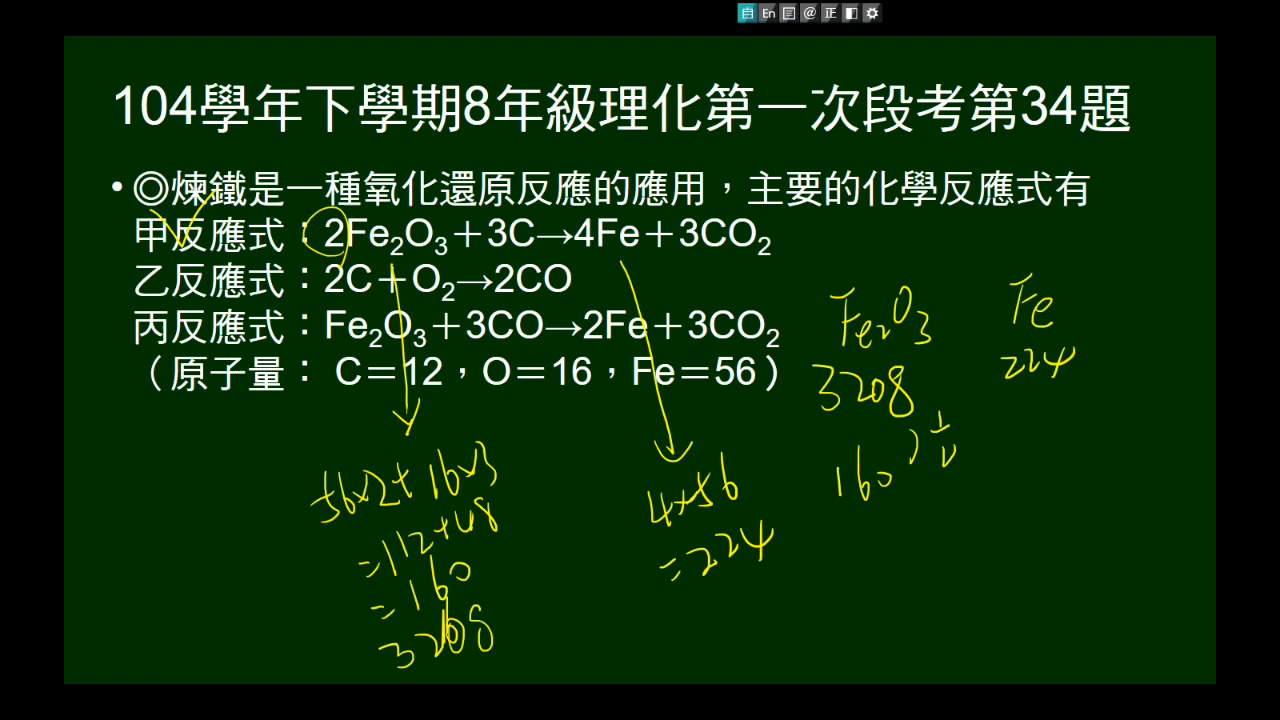 自 En @ 正
104學年下學期8年級理化第一次段考第34題
• ◎煉鐵是一種氧化還原反應的應用，主要的化學反應式有
甲反應式：2Fe₂O₃＋3C→4Fe＋3CO₂
乙反應式：2C＋O₂→2CO
丙反應式：Fe₂O₃＋3CO→2Fe＋3CO₂
（原子量： C＝12，O＝16，Fe＝56）
Fe₂O₃ Fe
3208 224
160
56×2+16×3
=112+48
=160
3208
4×56
=224